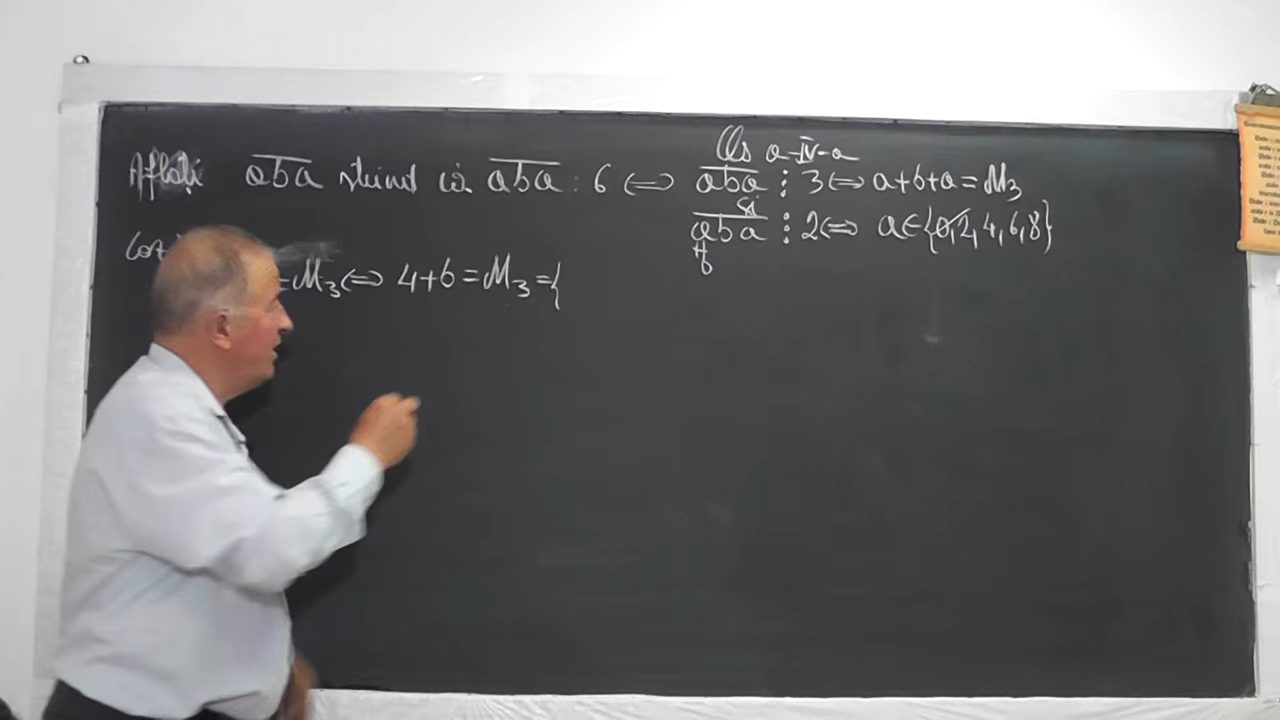 Cls a-IV-a
Aflați aba știind că aba : 6 ⇔ aba ⋮ 3 ⇔ a+b+a = M3
și
aba ⋮ 2 ⇔ a∈{0,2,4,6,8}
= M3 ⇔ 4+b = M3 = {